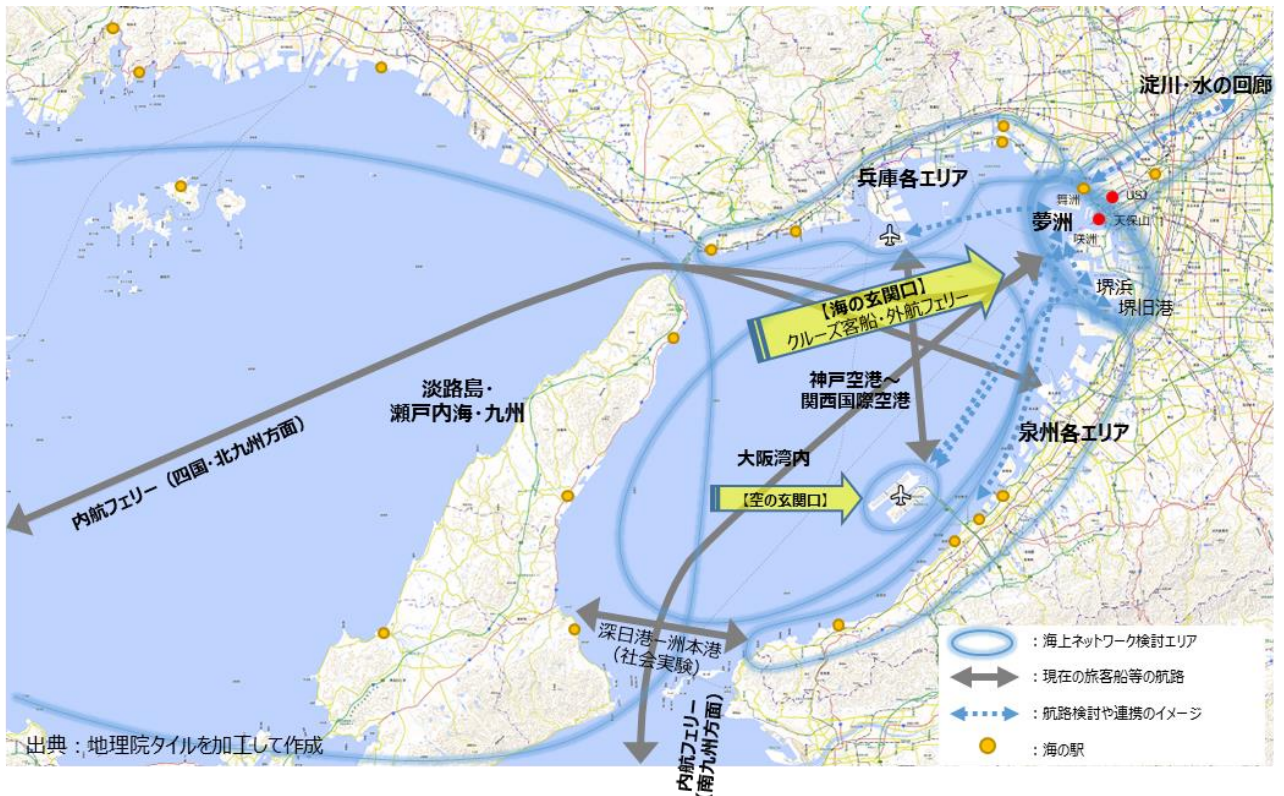 淀川・水の回廊
兵庫各エリア
舞洲
USJ
夢洲
天保山
咲洲
堺浜
堺旧港
【海の玄関口】
クルーズ客船・外航フェリー
神戸空港～
関西国際空港
淡路島・
瀬戸内海・九州
泉州各エリア
大阪湾内
内航フェリー（四国・北九州方面）
【空の玄関口】
深日港－洲本港
（社会実験）
内航フェリー
（南九州方面）
：海上ネットワーク検討エリア
：現在の旅客船等の航路
：航路検討や連携のイメージ
：海の駅
出典：地理院タイルを加工して作成